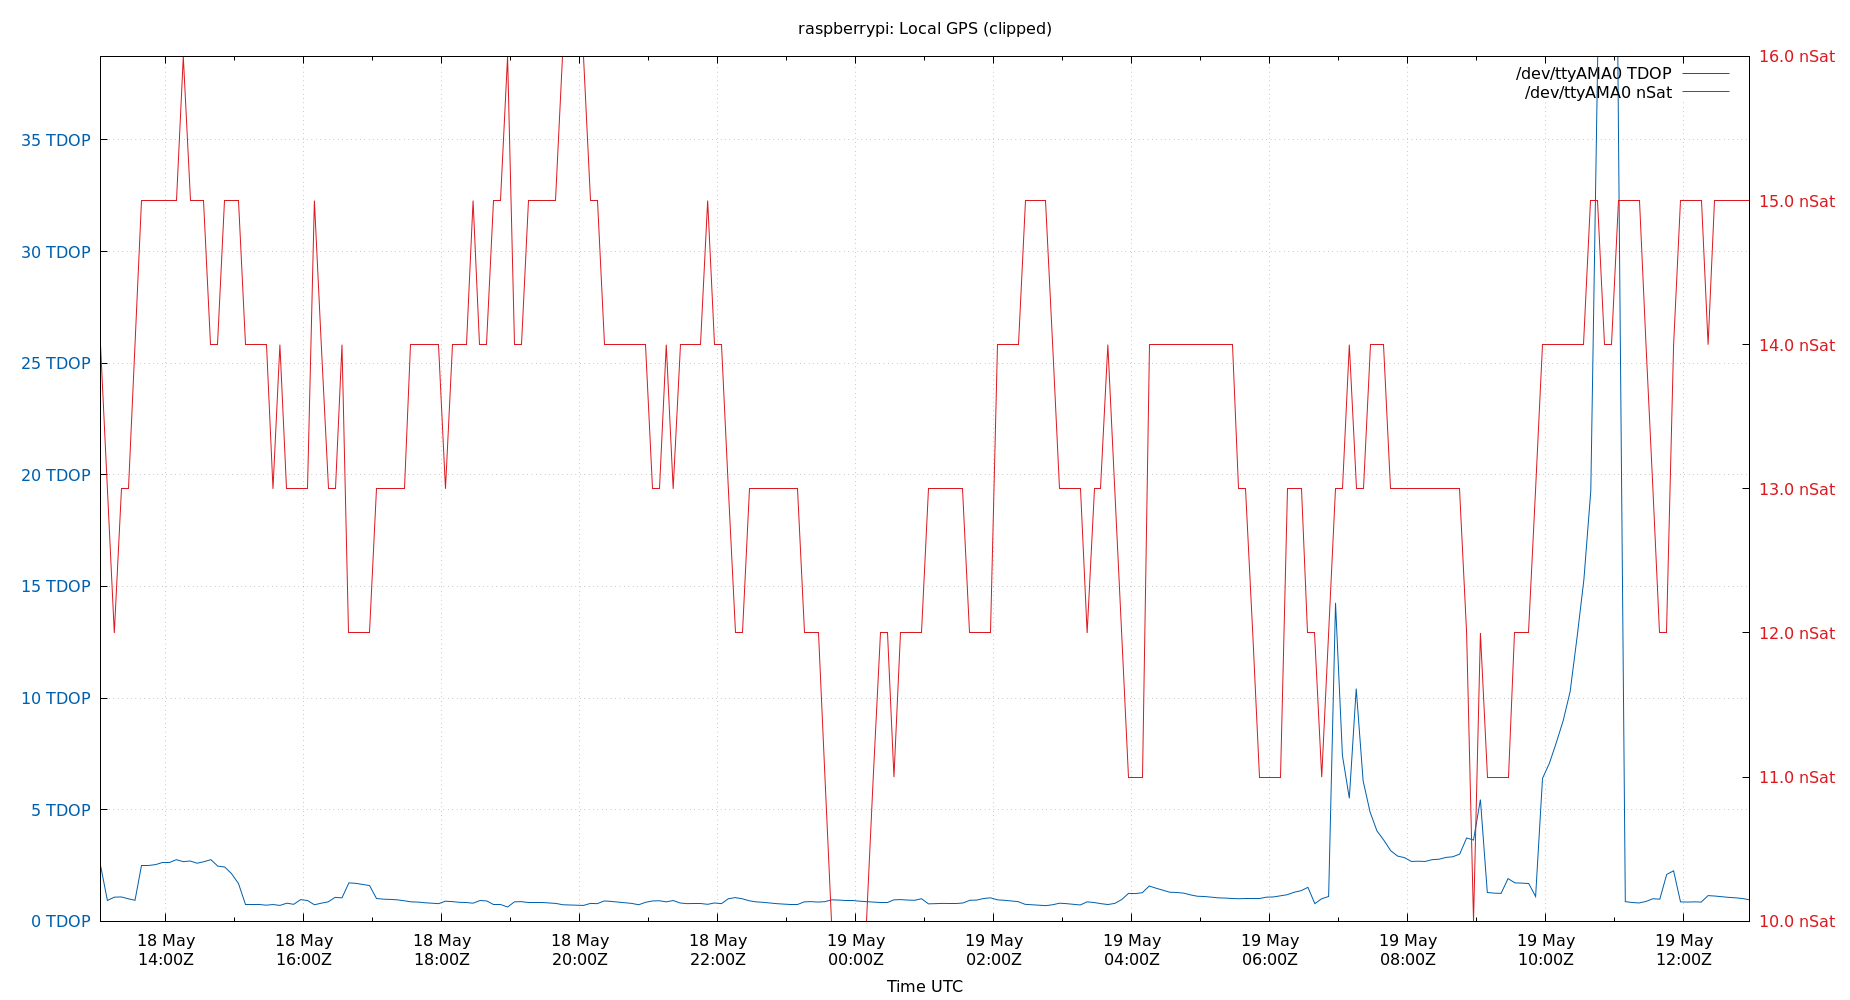 raspberrypi: Local GPS (clipped)
/dev/ttyAMA0 TDOP
/dev/ttyAMA0 nSat
35 TDOP
30 TDOP
25 TDOP
20 TDOP
15 TDOP
10 TDOP
5 TDOP
0 TDOP
16.0 nSat
15.0 nSat
14.0 nSat
13.0 nSat
12.0 nSat
11.0 nSat
10.0 nSat
18 May
14:00Z
18 May
16:00Z
18 May
18:00Z
18 May
20:00Z
18 May
22:00Z
19 May
00:00Z
19 May
02:00Z
19 May
04:00Z
19 May
06:00Z
19 May
08:00Z
19 May
10:00Z
19 May
12:00Z
Time UTC